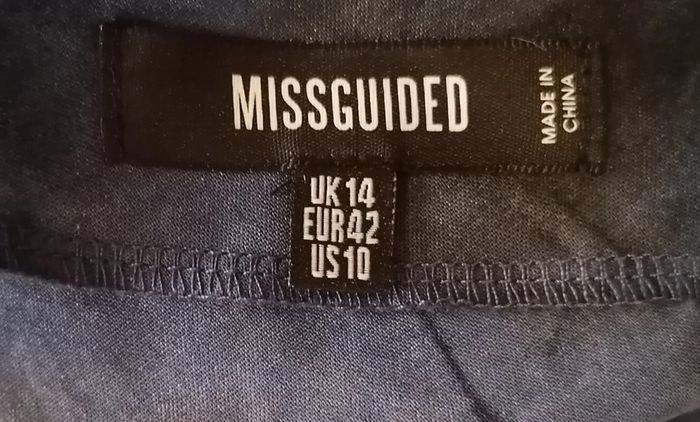 MISSGUIDED
MADE IN
CHINA
UK 14
EUR 42
US 10